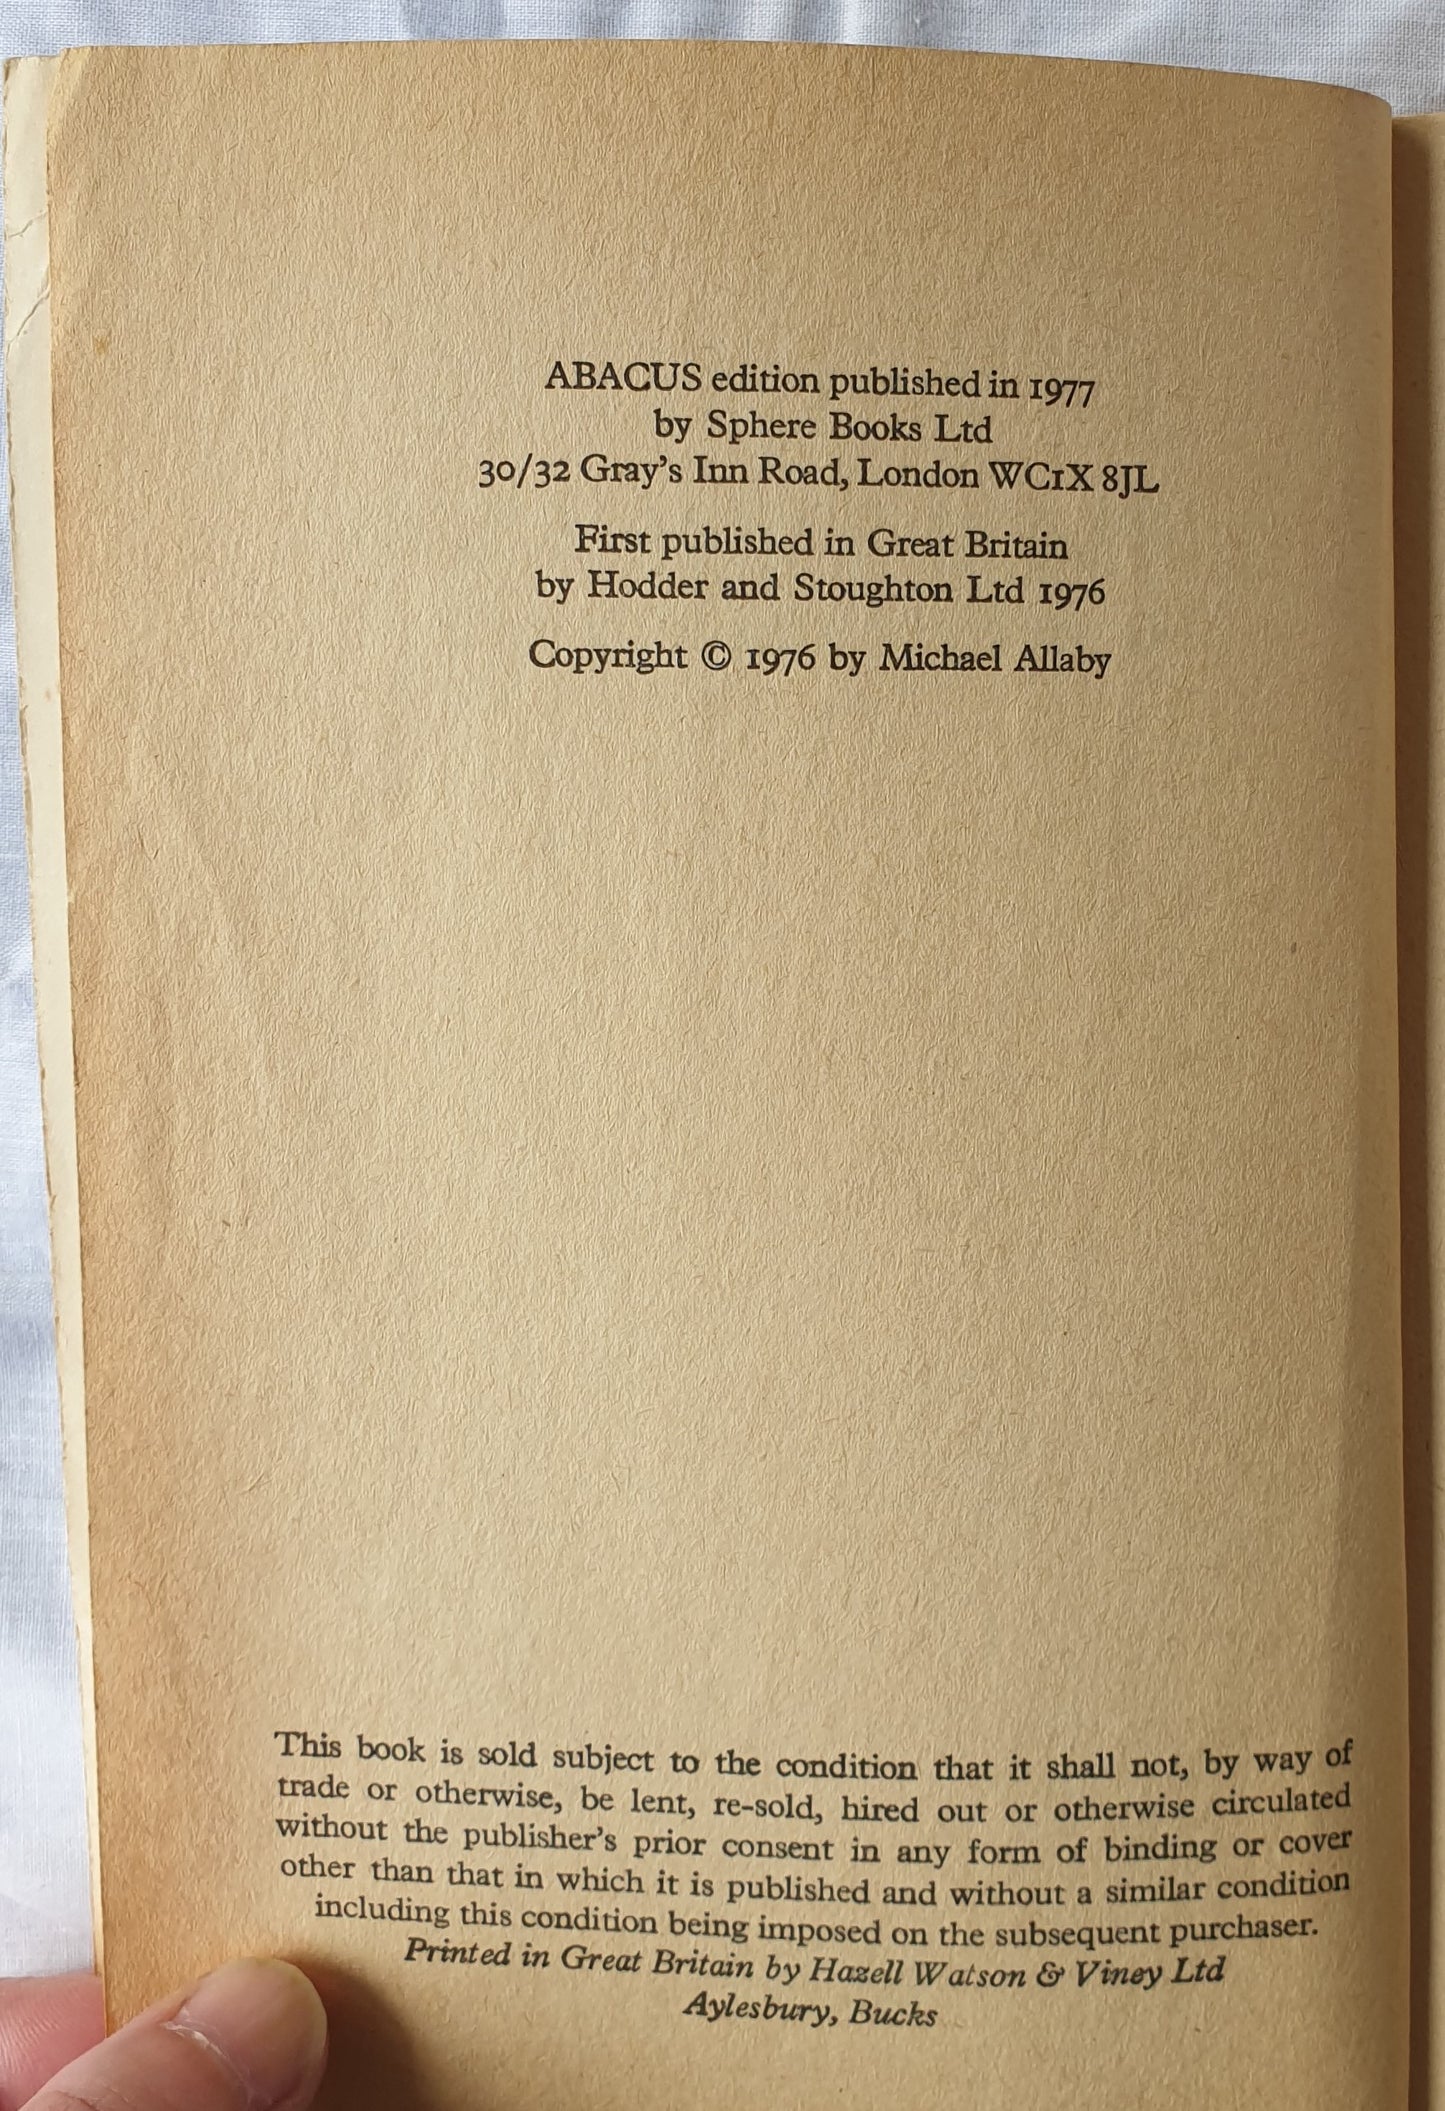 ABACUS edition published in 1977
by Sphere Books Ltd
30/32 Gray's Inn Road, London WC1X 8JL
First published in Great Britain
by Hodder and Stoughton Ltd 1976
Copyright © 1976 by Michael Allaby
This book is sold subject to the condition that it shall not, by way of
trade or otherwise, be lent, re-sold, hired out or otherwise circulated
without the publisher's prior consent in any form of binding or cover
other than that in which it is published and without a similar condition
including this condition being imposed on the subsequent purchaser.
Printed in Great Britain by Hazell Watson & Viney Ltd
Aylesbury, Bucks